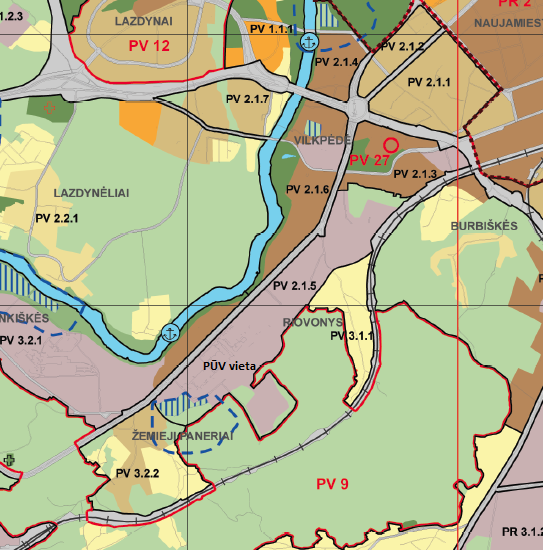 PR 2
1.2.3
LAZDYNAI
NAUJAMIEST
PV 1.1.1
PV 12
PV 2.1.2
PV 2.1.4
PV 2.1.1
PV 2.1.7
VILKPĖDĖ
PV 27
PV 2.1.3
PV 2.1.6
LAZDYNĖLIAI
PV 2.2.1
BURBIŠKĖS
PV 2.1.5
NKIŠKĖS
RIOVONYS
PV 3.1.1
PV 3.2.1
PŪV vieta
ŽEMIEJI PANERIAI
PV 3.2.2
PV 9
PR 3.1.2